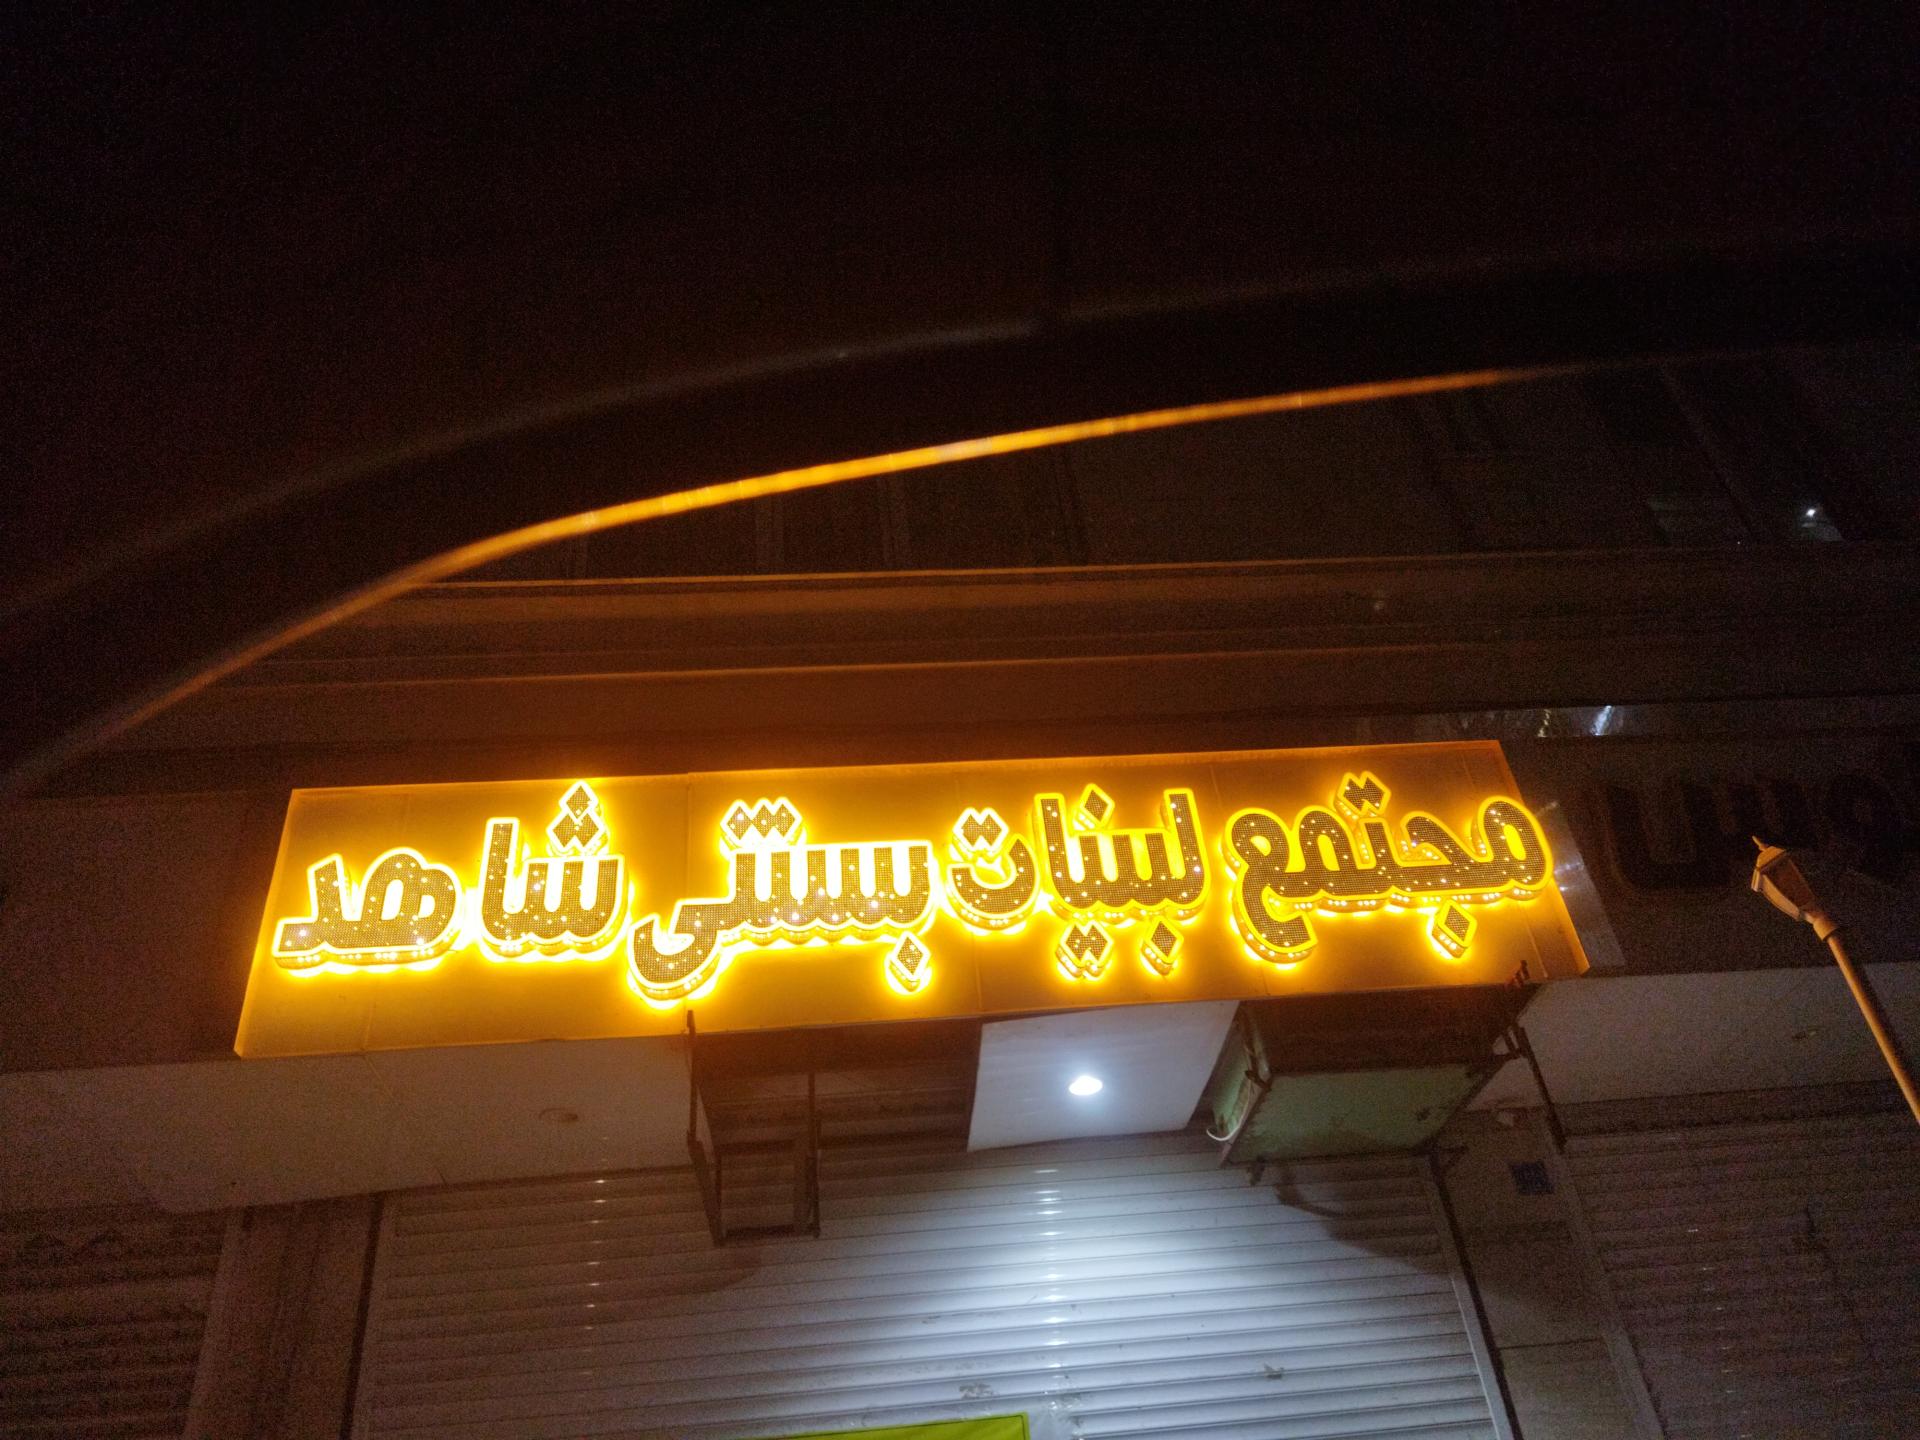 مجتمع لبنیات بستنی شاهد